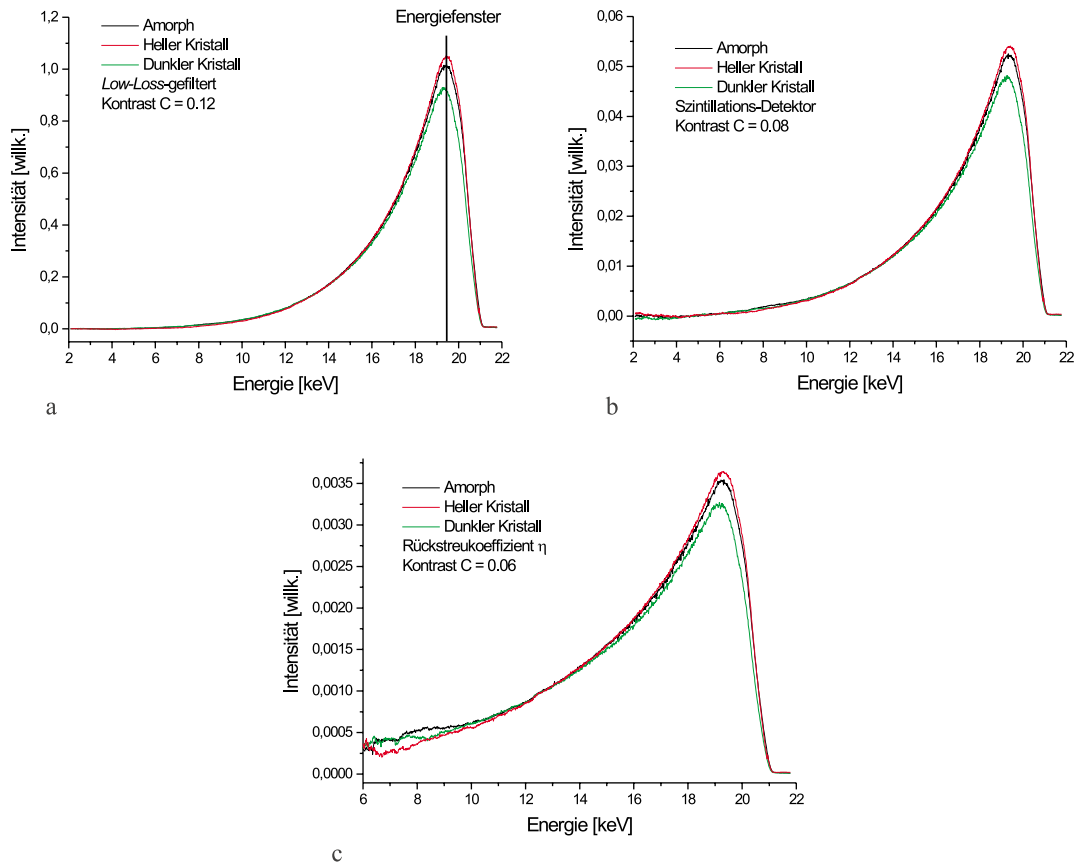 Energiefenster
1,2
1,0
0,8
0,6
0,4
0,2
0,0
Intensität [willk.]
Amorph
Heller Kristall
Dunkler Kristall
Low-Loss-gefiltert
Kontrast C = 0.12
2 4 6 8 10 12 14 16 18 20 22
Energie [keV]
a
0,06
0,05
0,04
0,03
0,02
0,01
0,00
Intensität [willk.]
Amorph
Heller Kristall
Dunkler Kristall
Szintillations-Detektor
Kontrast C = 0.08
2 4 6 8 10 12 14 16 18 20 22
Energie [keV]
b
0,0035
0,0030
0,0025
0,0020
0,0015
0,0010
0,0005
0,0000
Intensität [willk.]
Amorph
Heller Kristall
Dunkler Kristall
Rückstreukoeffizient η
Kontrast C = 0.06
6 8 10 12 14 16 18 20 22
Energie [keV]
c